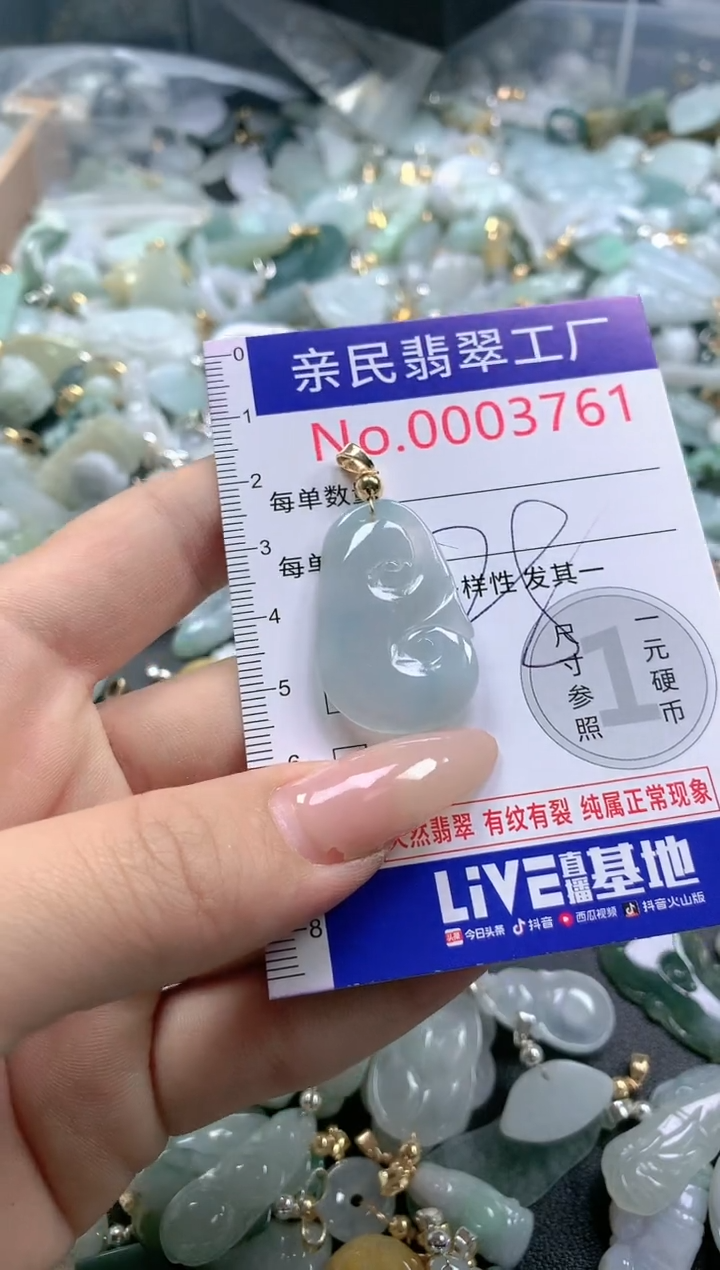 亲民翡翠工厂
No.0003761
每单数
每单
样性 发其一
尺寸参照
一元硬币
1
天然翡翠 有纹有裂 纯属正常现象
LiVE直播基地
头条 今日头条 抖音 西瓜视频 抖音火山版
0
1
2
3
4
5
6
8